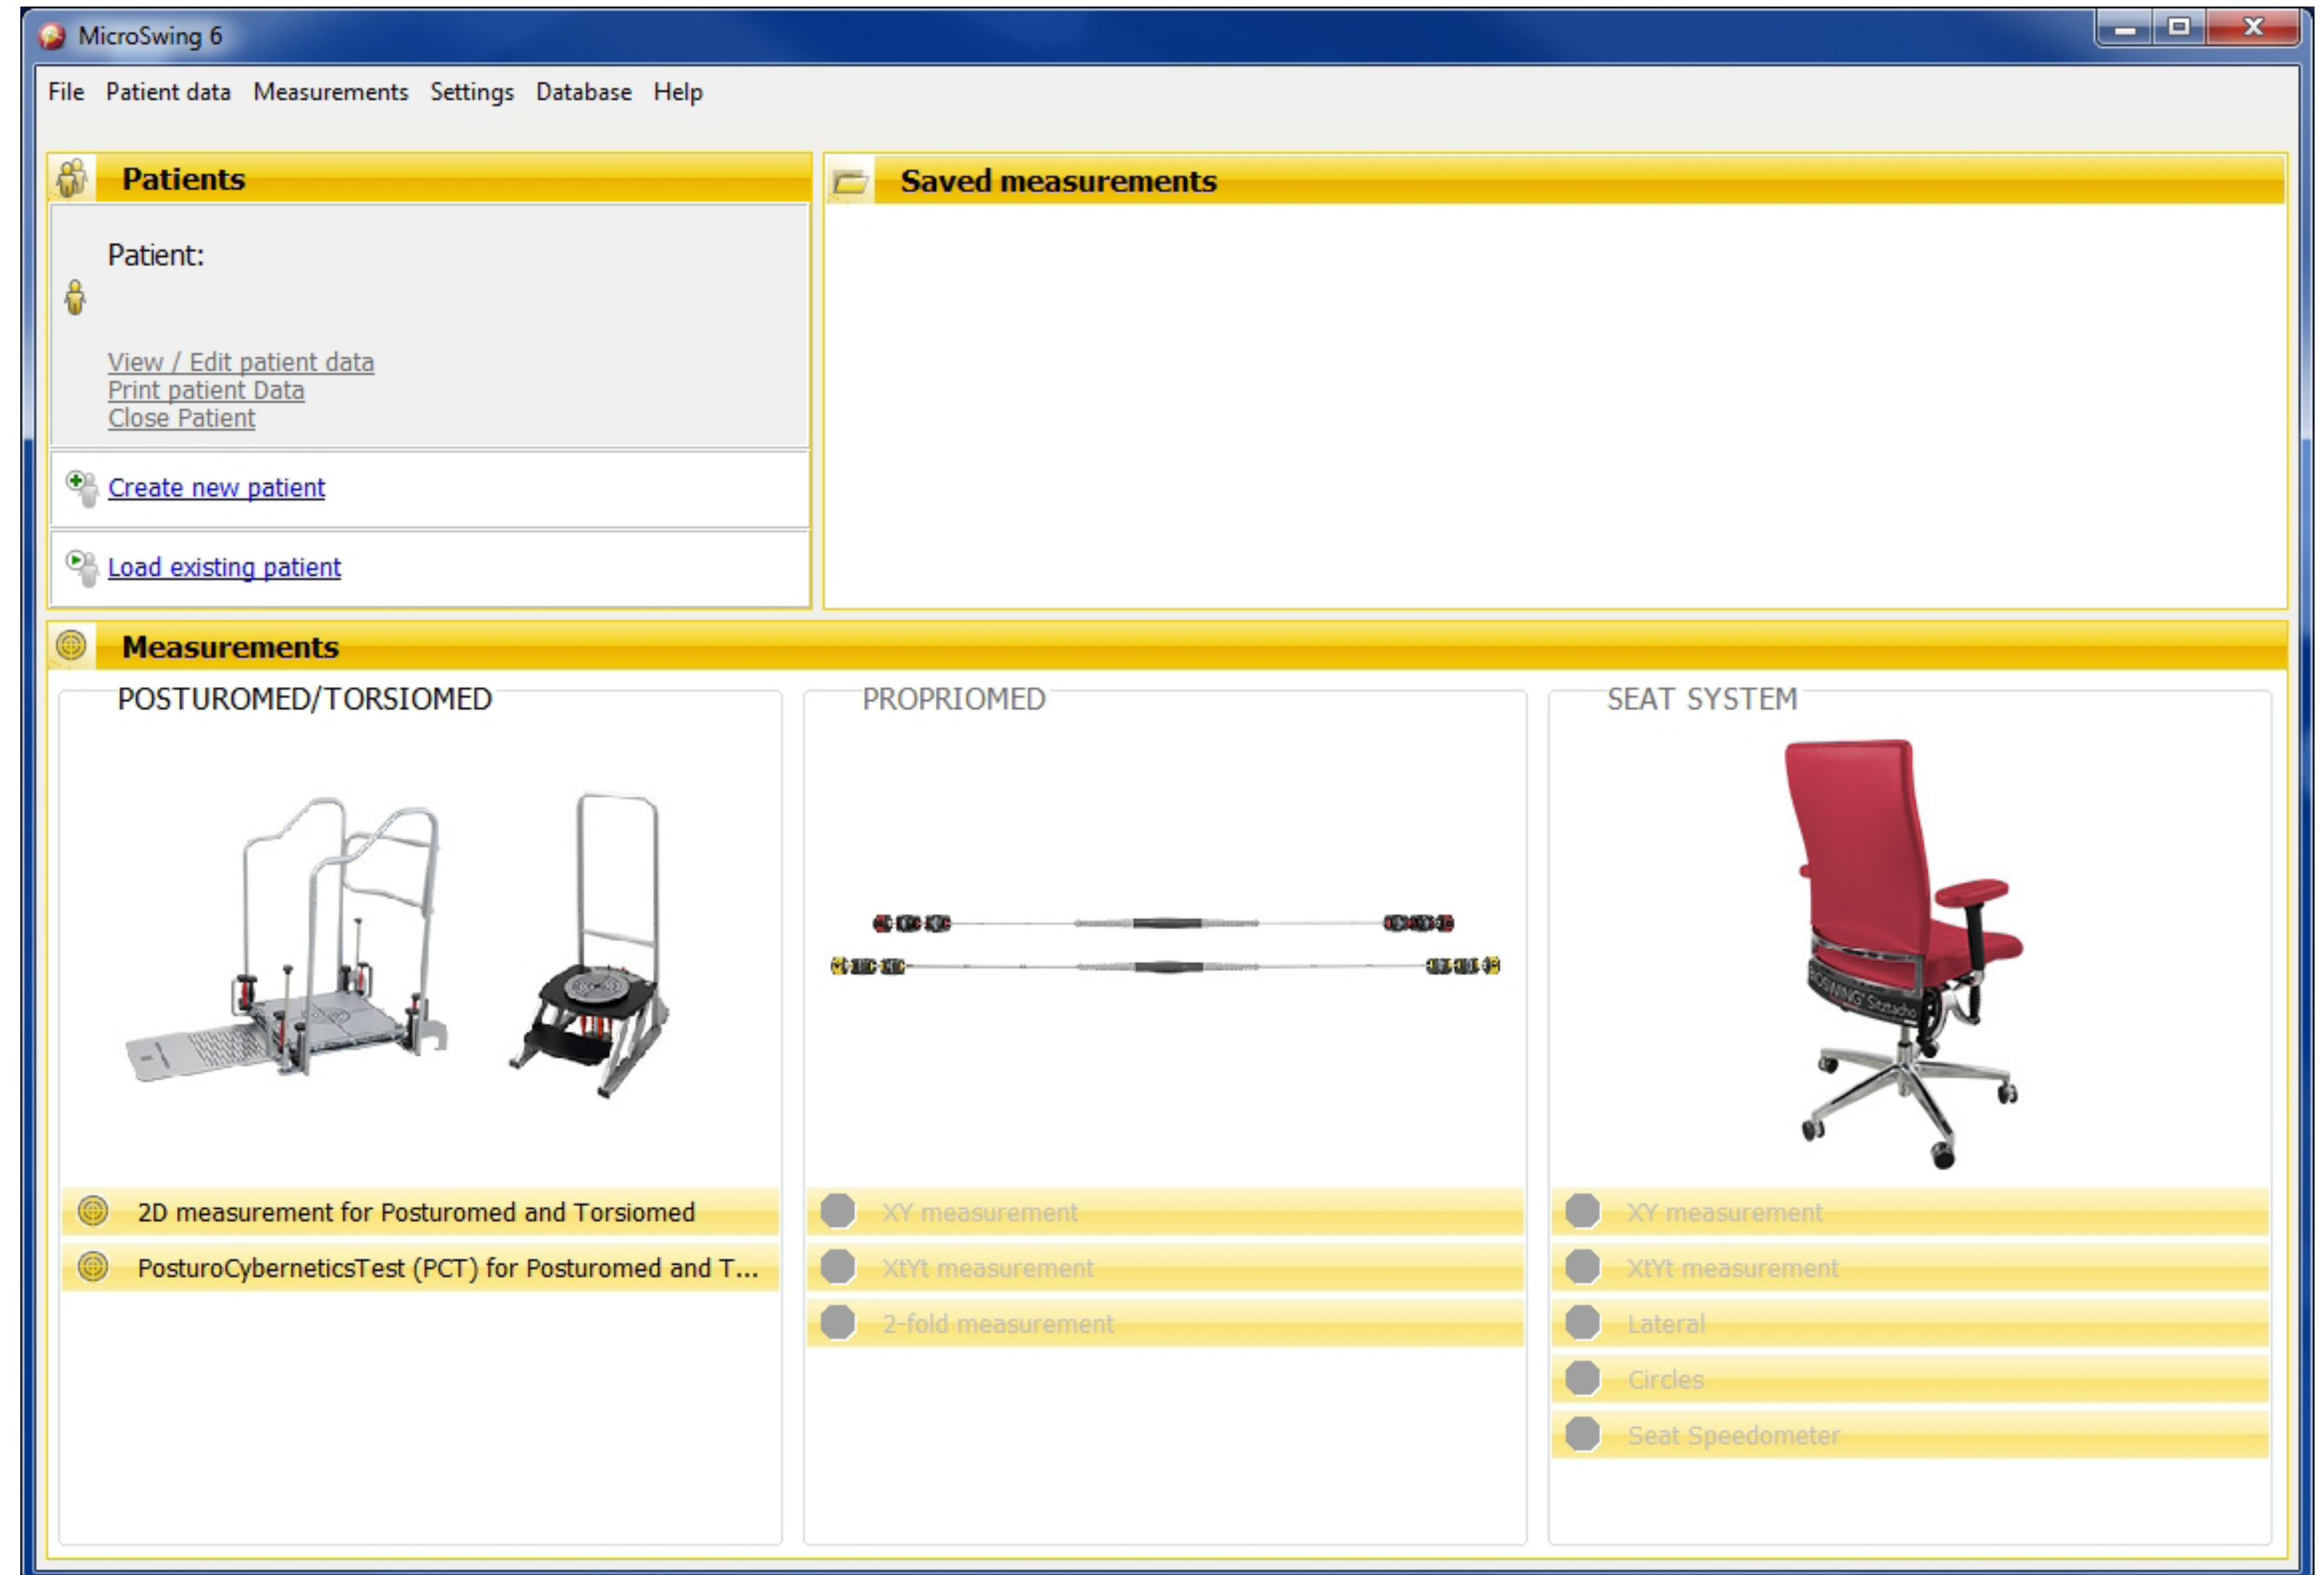 MicroSwing 6
File Patient data Measurements Settings Database Help
Patients
Patient:
View / Edit patient data
Print patient Data
Close Patient
Create new patient
Load existing patient
Saved measurements
Measurements
POSTUROMED/TORSIOMED
2D measurement for Posturomed and Torsiomed
PosturoCyberneticsTest (PCT) for Posturomed and T...
PROPRIOMED
XY measurement
XtYt measurement
2-fold measurement
SEAT SYSTEM
XY measurement
XtYt measurement
Lateral
Circles
Seat Speedometer